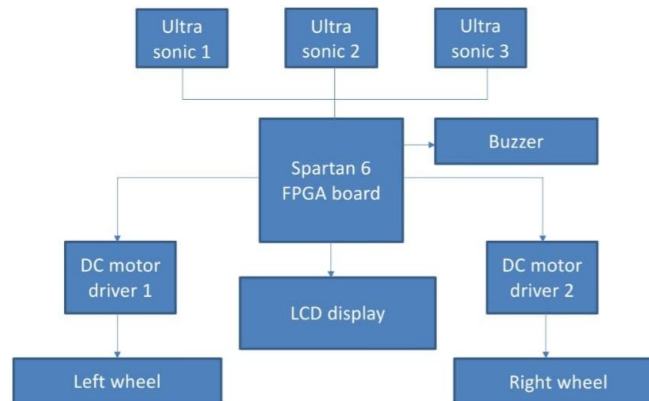 Ultra
sonic 1
Ultra
sonic 2
Ultra
sonic 3
Buzzer
Spartan 6
FPGA board
DC motor
driver 1
LCD display
DC motor
driver 2
Left wheel
Right wheel